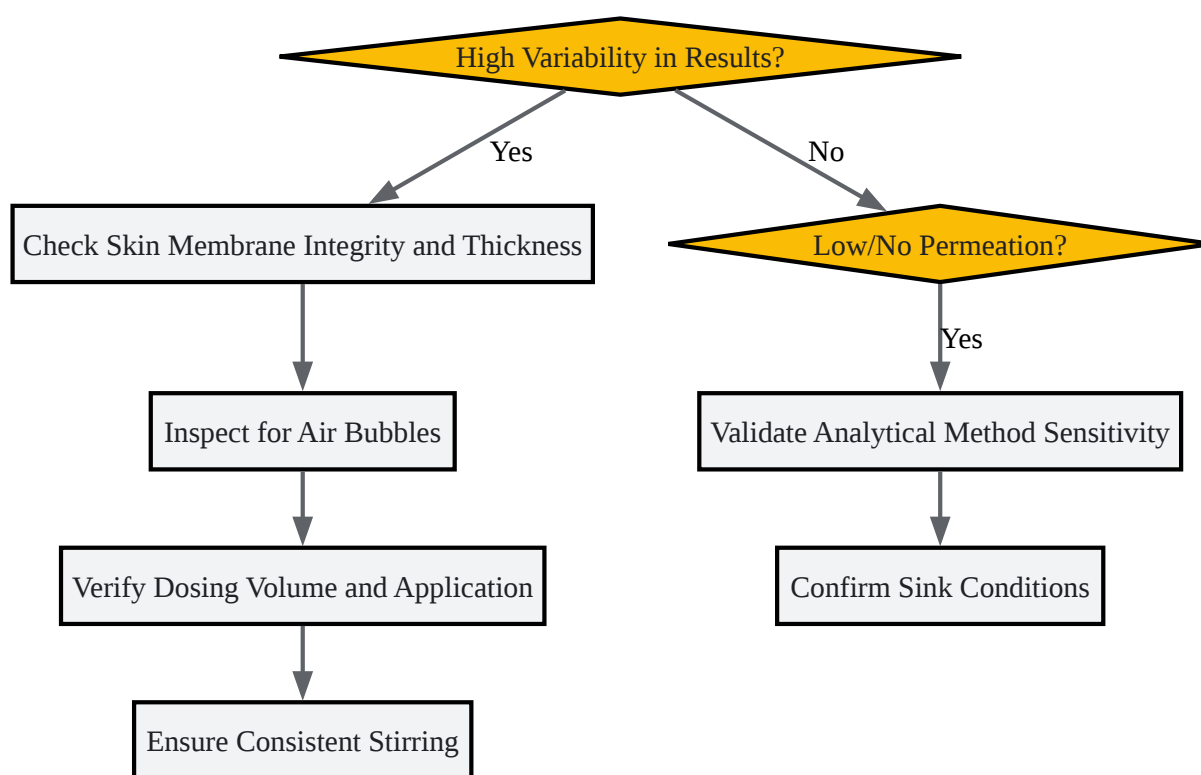 High Variability in Results?
Yes
No
Check Skin Membrane Integrity and Thickness
Low/No Permeation?
Yes
Inspect for Air Bubbles
Validate Analytical Method Sensitivity
Verify Dosing Volume and Application
Confirm Sink Conditions
Ensure Consistent Stirring